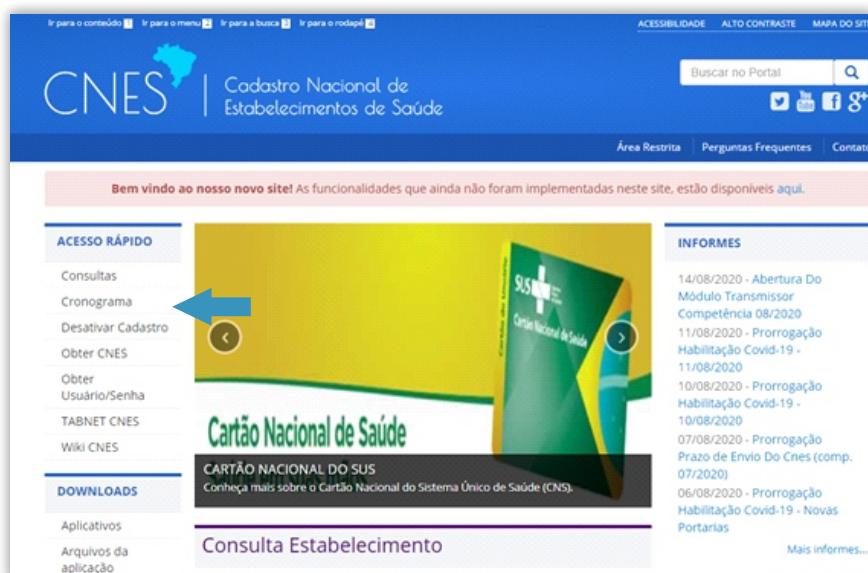 Ir para o conteúdo 1 Ir para o menu 2 Ir para a busca 3 Ir para o rodapé 4
ACESSIBILIDADE ALTO CONTRASTE MAPA DO SITE
CNES
Cadastro Nacional de
Estabelecimentos de Saúde
Buscar no Portal
Área Restrita Perguntas Frequentes Contato
Bem vindo ao nosso novo site! As funcionalidades que ainda não foram implementadas neste site, estão disponíveis aqui.
ACESSO RÁPIDO
Consultas
Cronograma
Desativar Cadastro
Obter CNES
Obter
Usuário/Senha
TABNET CNES
Wiki CNES
DOWNLOADS
Aplicativos
Arquivos da
aplicação
SUS
Cartão Nacional de Saúde
Cartão Nacional de Saúde
CARTÃO NACIONAL DO SUS
Conheça mais sobre o Cartão Nacional do Sistema Único de Saúde (CNS).
Consulta Estabelecimento
INFORMES
14/08/2020 - Abertura Do
Módulo Transmissor
Competência 08/2020
11/08/2020 - Prorrogação
Habilitação Covid-19 -
11/08/2020
10/08/2020 - Prorrogação
Habilitação Covid-19 -
10/08/2020
07/08/2020 - Prorrogação
Prazo de Envio Do Cnes (comp.
07/2020)
06/08/2020 - Prorrogação
Habilitação Covid-19 - Novas
Portarias
Mais informes...